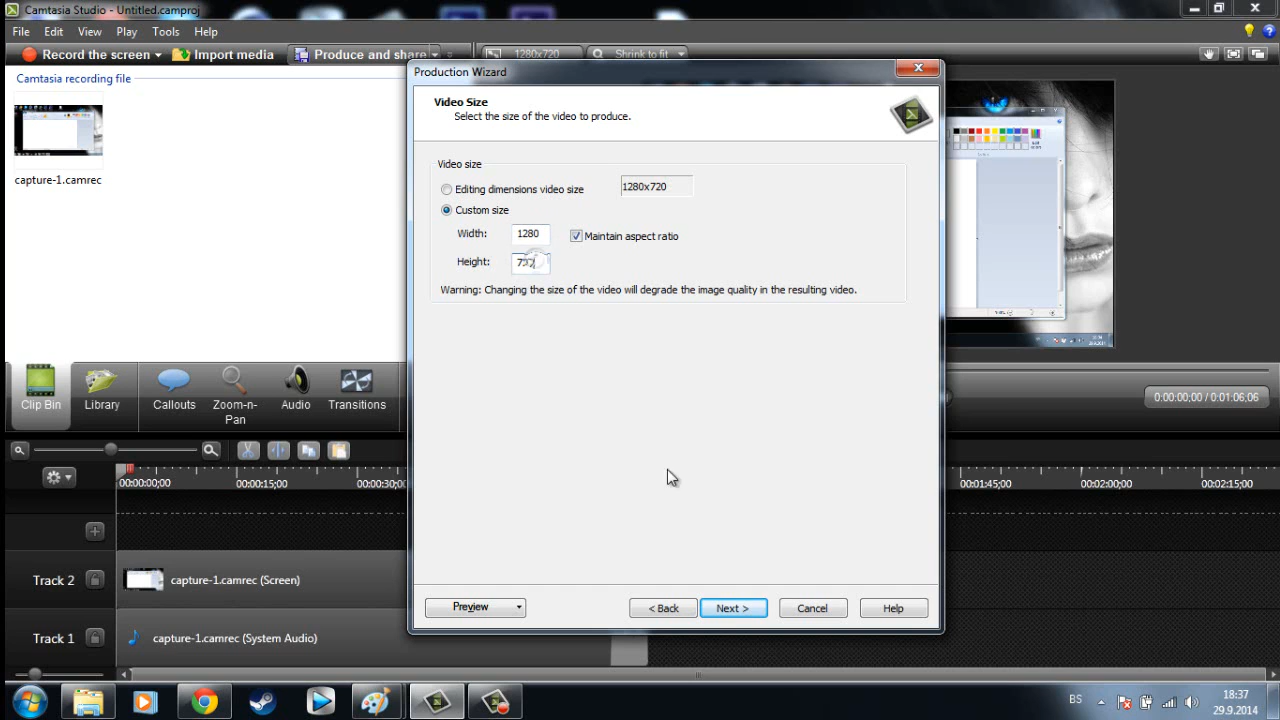 Camtasia Studio - Untitled.camproj
File Edit View Play Tools Help
Record the screen Import media Produce and share 1280x720 Shrink to fit
Camtasia recording file
capture-1.camrec
Production Wizard
Video Size
Select the size of the video to produce.
Video size
Editing dimensions video size 1280x720
Custom size
Width: 1280 Maintain aspect ratio
Height:
Warning: Changing the size of the video will degrade the image quality in the resulting video.
Clip Bin Library Callouts Zoom-n-Pan Audio Transitions
0:00:00;00 / 0:01:06;06
00:00:00;00 00:00:15;00 00:00:30;00 00:01:45;00 00:02:00;00 00:02:15;00
Track 2 capture-1.camrec (Screen)
Track 1 capture-1.camrec (System Audio)
Preview < Back Next > Cancel Help
BS 18:37
29.9.2014